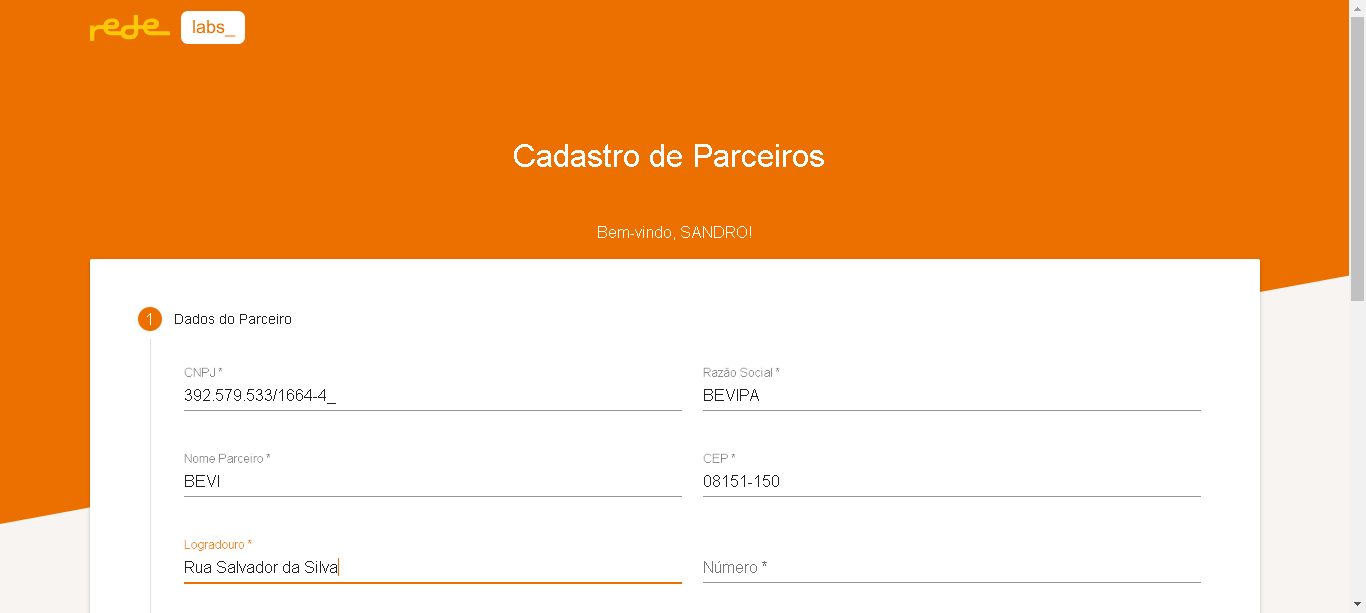 rede labs_
Cadastro de Parceiros
Bem-vindo, SANDRO!
1 Dados do Parceiro
CNPJ * Razão Social *
392.579.533/1664-4_ BEVIPA
Nome Parceiro * CEP *
BEVI 08151-150
Logradouro *
Rua Salvador da Silva Número *